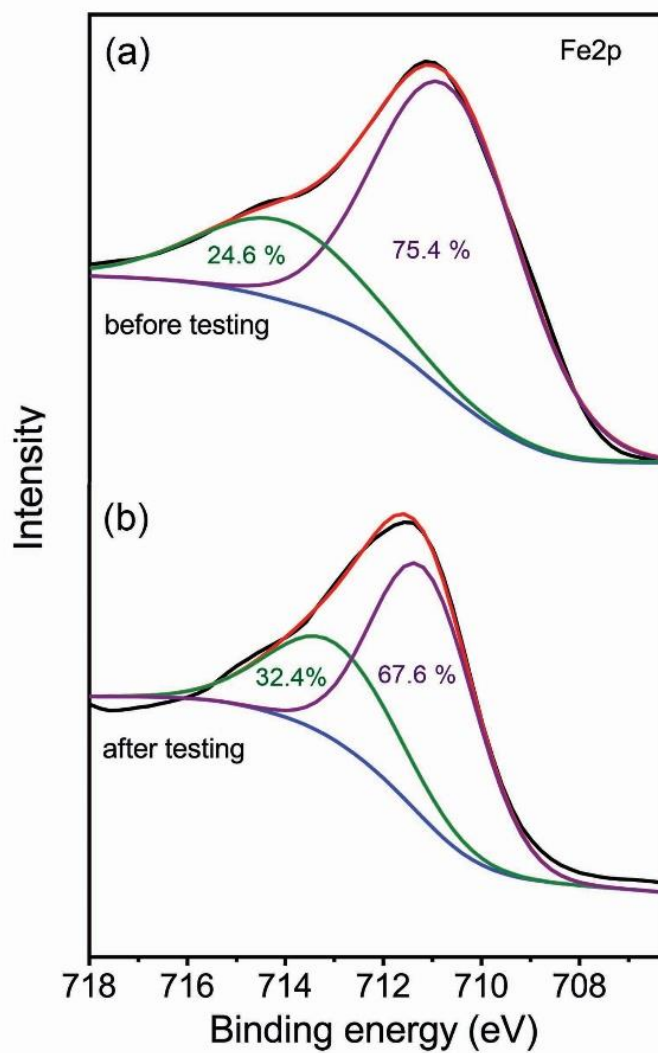 (a)
Fe2p
24.6 %
75.4 %
before testing
Intensity
(b)
32.4%
67.6 %
after testing
718 716 714 712 710 708
Binding energy (eV)